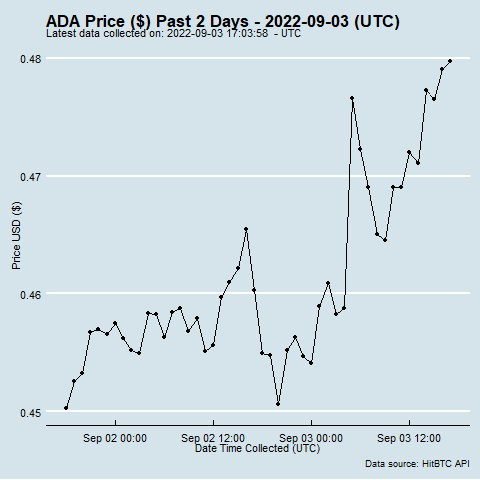 ADA Price ($) Past 2 Days - 2022-09-03 (UTC)
Latest data collected on: 2022-09-03 17:03:58 - UTC
0.48
0.47
0.46
0.45
Price USD ($)
Sep 02 00:00 Sep 02 12:00 Sep 03 00:00 Sep 03 12:00
Date Time Collected (UTC)
Data source: HitBTC API